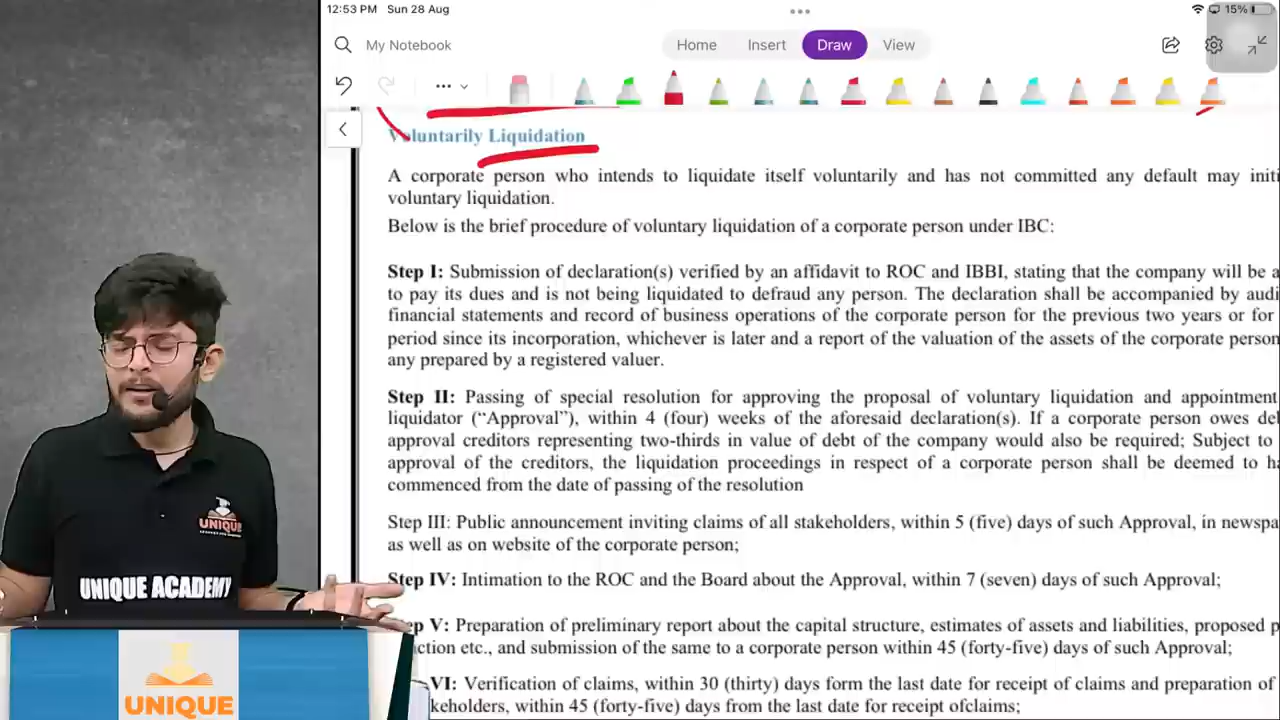 12:53 PM Sun 28 Aug
15%
My Notebook
Home Insert Draw View
Voluntarily Liquidation
A corporate person who intends to liquidate itself voluntarily and has not committed any default may initi
voluntary liquidation.
Below is the brief procedure of voluntary liquidation of a corporate person under IBC:
Step I: Submission of declaration(s) verified by an affidavit to ROC and IBBI, stating that the company will be a
to pay its dues and is not being liquidated to defraud any person. The declaration shall be accompanied by audi
financial statements and record of business operations of the corporate person for the previous two years or for
period since its incorporation, whichever is later and a report of the valuation of the assets of the corporate person
any prepared by a registered valuer.
Step II: Passing of special resolution for approving the proposal of voluntary liquidation and appointment
liquidator (“Approval”), within 4 (four) weeks of the aforesaid declaration(s). If a corporate person owes de
approval creditors representing two-thirds in value of debt of the company would also be required; Subject to
approval of the creditors, the liquidation proceedings in respect of a corporate person shall be deemed to ha
commenced from the date of passing of the resolution
Step III: Public announcement inviting claims of all stakeholders, within 5 (five) days of such Approval, in newspa
as well as on website of the corporate person;
Step IV: Intimation to the ROC and the Board about the Approval, within 7 (seven) days of such Approval;
ep V: Preparation of preliminary report about the capital structure, estimates of assets and liabilities, proposed p
ction etc., and submission of the same to a corporate person within 45 (forty-five) days of such Approval;
VI: Verification of claims, within 30 (thirty) days form the last date for receipt of claims and preparation of
keholders, within 45 (forty-five) days from the last date for receipt ofclaims;
UNIQUE
UNIQUE ACADEMY
UNIQUE